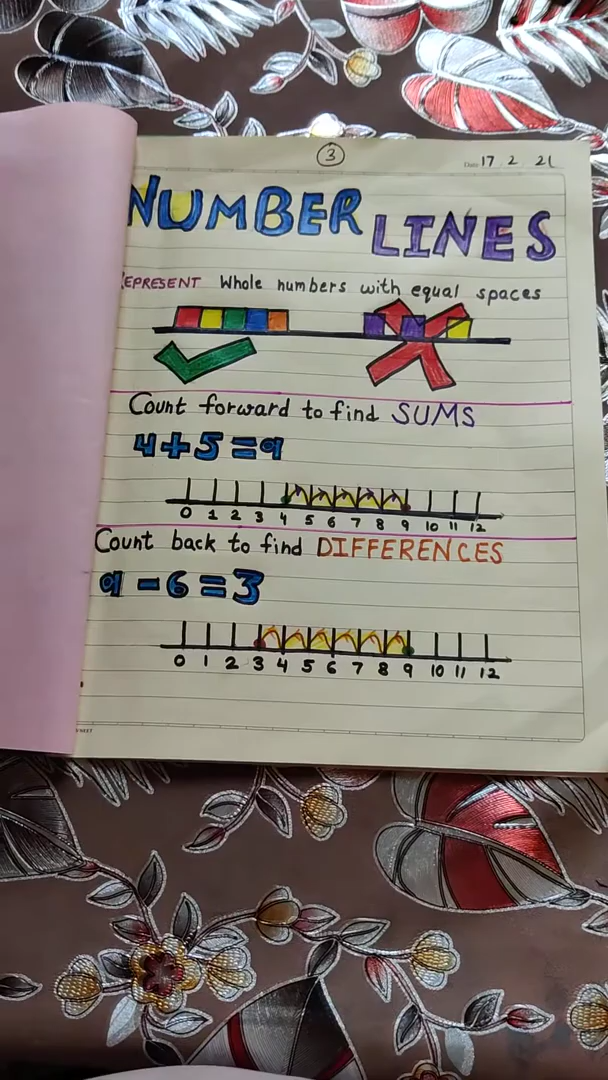 3
Date 17 2 21
NUMBER LINES
REPRESENT Whole numbers with equal spaces
Count forward to find SUMS
4+5=9
0 1 2 3 4 5 6 7 8 9 10 11 12
Count back to find DIFFERENCES
9-6=3
0 1 2 3 4 5 6 7 8 9 10 11 12